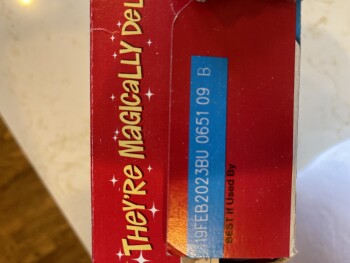 THEY'RE MAGICALLY DEL
19FEB2023BU 0651 09 B
BEST If Used By